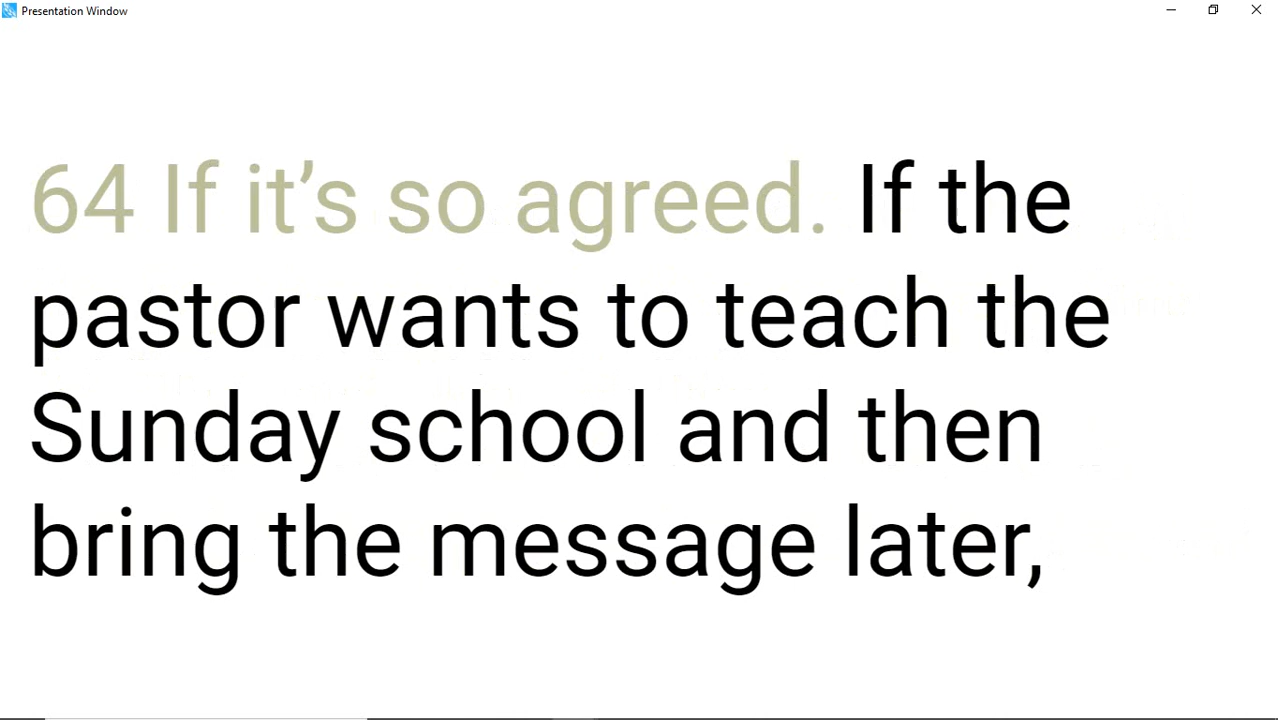 Presentation Window
64 If it’s so agreed. If the
pastor wants to teach the
Sunday school and then
bring the message later,